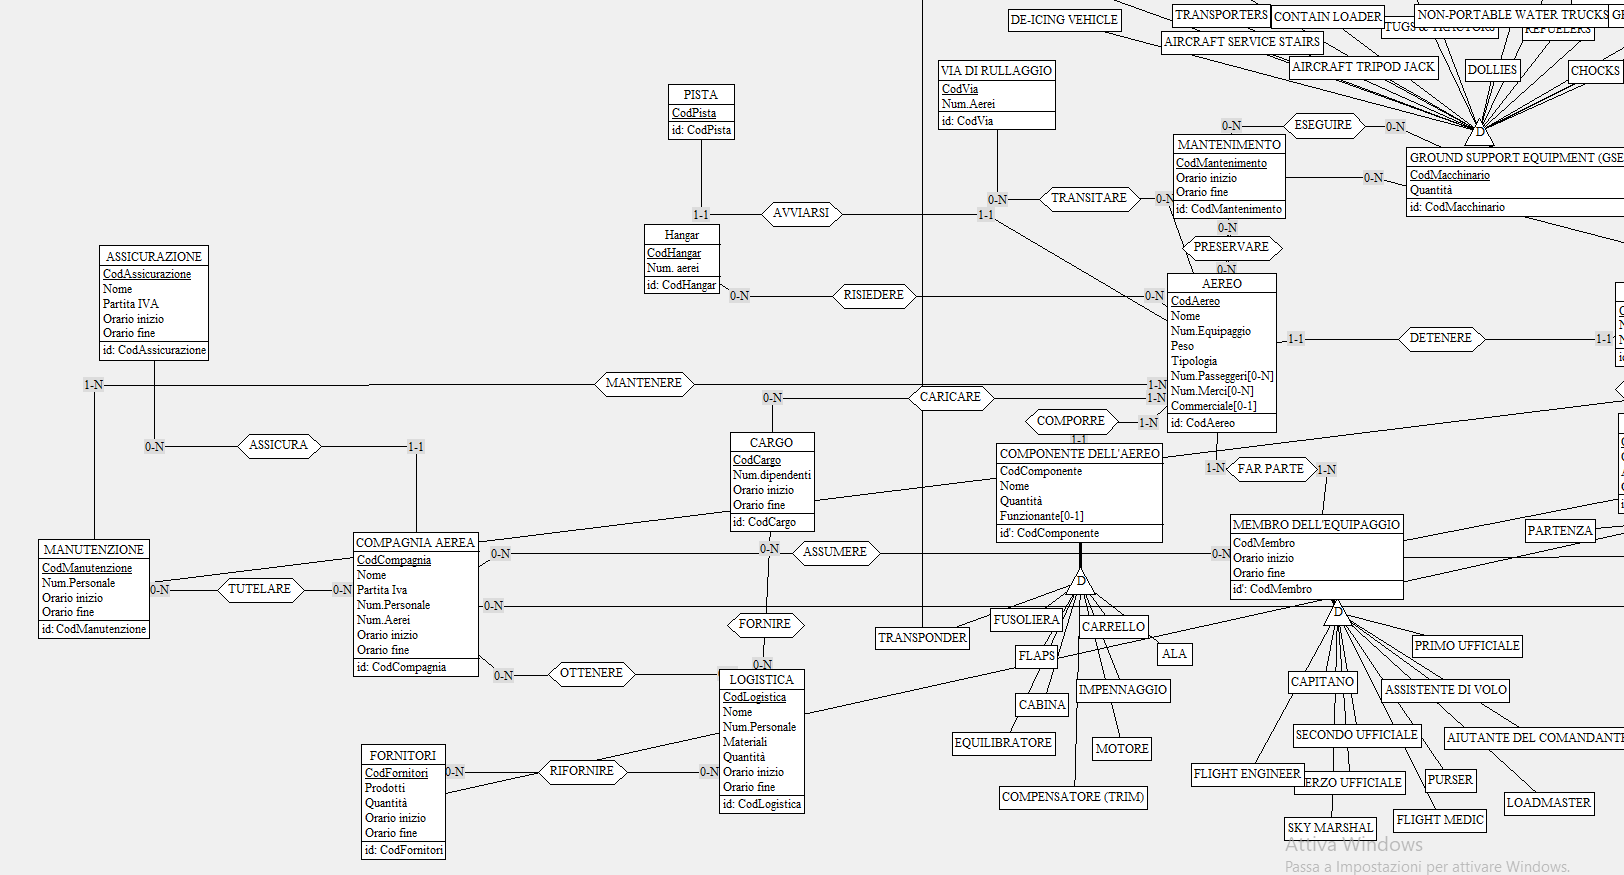 DE-ICING VEHICLE
TRANSPORTERS
CONTAIN LOADER
NON-PORTABLE WATER TRUCKS
TUGS & TRACTORS
REFUELERS
AIRCRAFT SERVICE STAIRS
AIRCRAFT TRIPOD JACK
DOLLIES
CHOCKS
D
VIA DI RULLAGGIO
CodVia
Num.Aerei
id: CodVia
PISTA
CodPista
id: CodPista
0-N
ESEGUIRE
0-N
MANTENIMENTO
CodMantenimento
Orario inizio
Orario fine
id: CodMantenimento
0-N
GROUND SUPPORT EQUIPMENT (GSE
CodMacchinario
Quantità
id: CodMacchinario
0-N
TRANSITARE
0-N
1-1
AVVIARSI
1-1
0-N
PRESERVARE
0-N
Hangar
CodHangar
Num. aerei
id: CodHangar
0-N
RISIEDERE
0-N
ASSICURAZIONE
CodAssicurazione
Nome
Partita IVA
Orario inizio
Orario fine
id: CodAssicurazione
AEREO
CodAereo
Nome
Num.Equipaggio
Peso
Tipologia
Num.Passeggeri[0-N]
Num.Merci[0-N]
Commerciale[0-1]
id: CodAereo
1-1
DETENERE
1-1
1-N
MANTENERE
1-N
0-N
CARICARE
1-N
COMPORRE
1-N
1-1
0-N
ASSICURA
1-1
CARGO
CodCargo
Num.dipendenti
Orario inizio
Orario fine
id: CodCargo
COMPONENTE DELL'AEREO
CodComponente
Nome
Quantità
Funzionante[0-1]
id': CodComponente
1-N
FAR PARTE
1-N
MEMBRO DELL'EQUIPAGGIO
CodMembro
Orario inizio
Orario fine
id': CodMembro
PARTENZA
MANUTENZIONE
CodManutenzione
Num.Personale
Orario inizio
Orario fine
id: CodManutenzione
0-N
TUTELARE
0-N
COMPAGNIA AEREA
CodCompagnia
Nome
Partita Iva
Num.Personale
Num.Aerei
Orario inizio
Orario fine
id: CodCompagnia
0-N
0-N
ASSUMERE
0-N
0-N
FORNIRE
0-N
0-N
OTTENERE
LOGISTICA
CodLogistica
Nome
Num.Personale
Materiali
Quantità
Orario inizio
Orario fine
id: CodLogistica
FORNITORI
CodFornitori
Prodotti
Quantità
Orario inizio
Orario fine
id: CodFornitori
0-N
RIFORNIRE
0-N
D
TRANSPONDER
FUSOLIERA
CARRELLO
FLAPS
ALA
CABINA
IMPENNAGGIO
EQUILIBRATORE
MOTORE
COMPENSATORE (TRIM)
D
PRIMO UFFICIALE
CAPITANO
ASSISTENTE DI VOLO
SECONDO UFFICIALE
AIUTANTE DEL COMANDANTE
FLIGHT ENGINEER
ERZO UFFICIALE
PURSER
LOADMASTER
SKY MARSHAL
FLIGHT MEDIC
Attiva Windows
Passa a Impostazioni per attivare Windows.